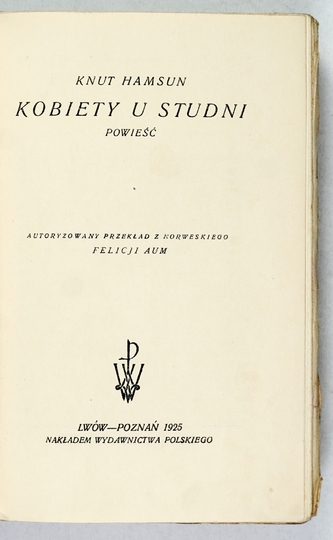 KNUT HAMSUN
KOBIETY U STUDNI
POWIEŚĆ
AUTORYZOWANY PRZEKŁAD Z NORWESKIEGO
FELICJI AUM
LWÓW—POZNAŃ 1925
NAKŁADEM WYDAWNICTWA POLSKIEGO